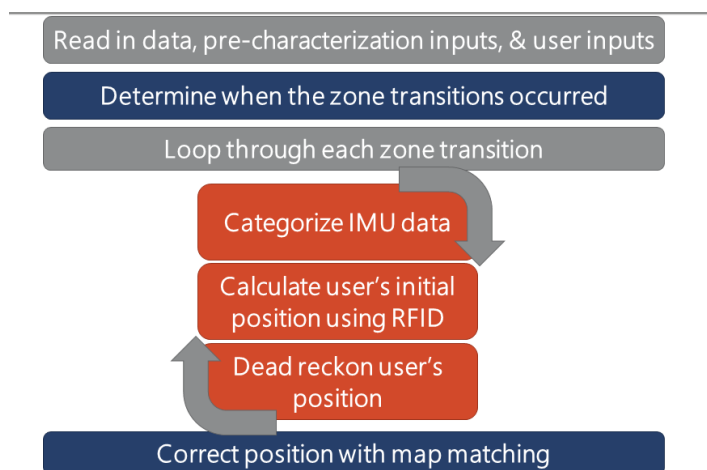 Read in data, pre-characterization inputs, & user inputs
Determine when the zone transitions occurred
Loop through each zone transition
Categorize IMU data
Calculate user’s initial
position using RFID
Dead reckon user’s
position
Correct position with map matching